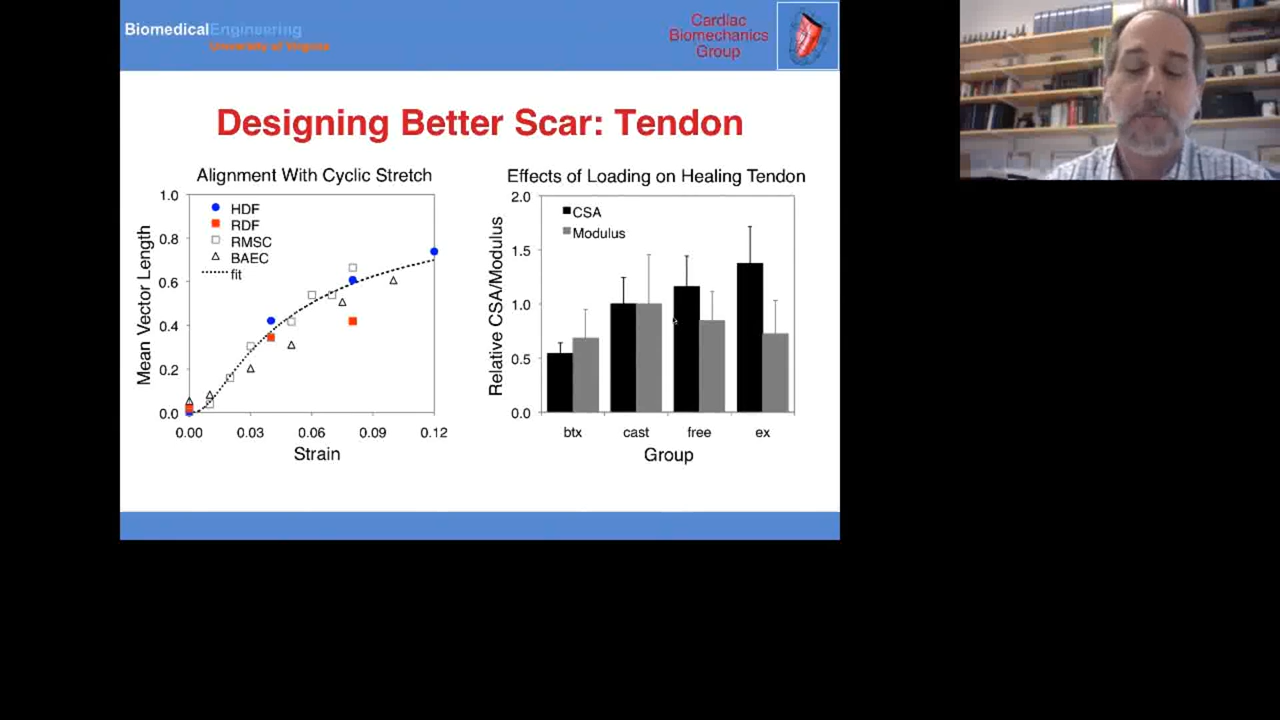 BiomedicalEngineering
University of Virginia
Cardiac
Biomechanics
Group
Designing Better Scar: Tendon
Alignment With Cyclic Stretch
Mean Vector Length
1.0
0.8
0.6
0.4
0.2
0.0
HDF
RDF
RMSC
BAEC
fit
0.00 0.03 0.06 0.09 0.12
Strain
Effects of Loading on Healing Tendon
Relative CSA/Modulus
2.0
1.5
1.0
0.5
0.0
CSA
Modulus
btx cast free ex
Group